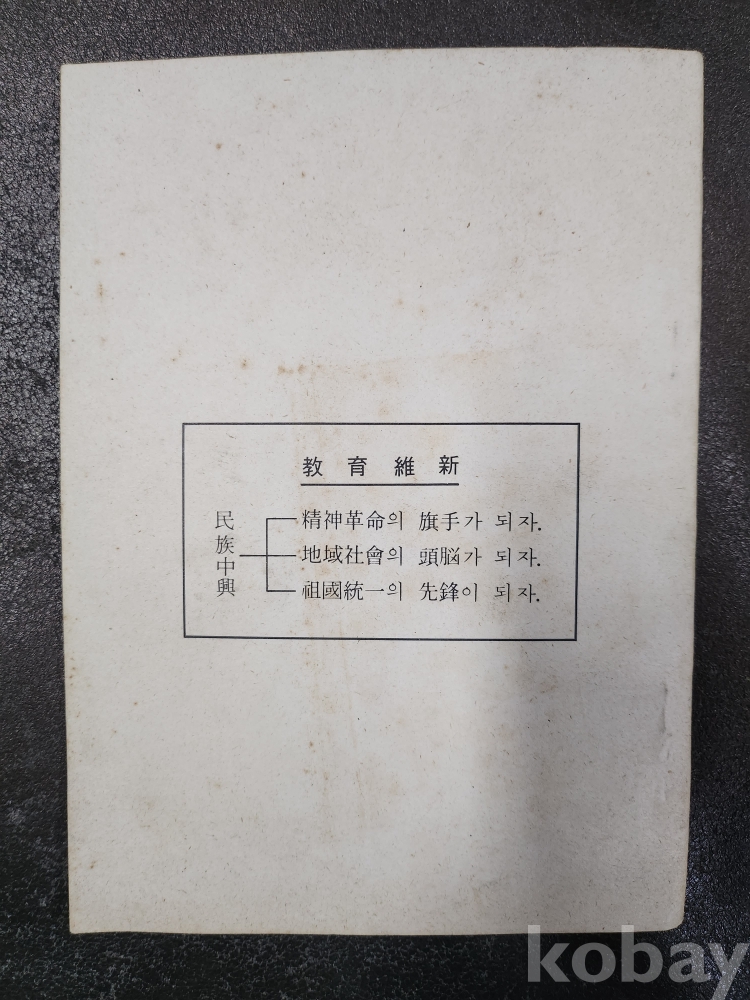 教育維新
民族中興
精神革命의 旗手가 되자.
地域社會의 頭脳가 되자.
祖國統一의 先鋒이 되자.
kobay